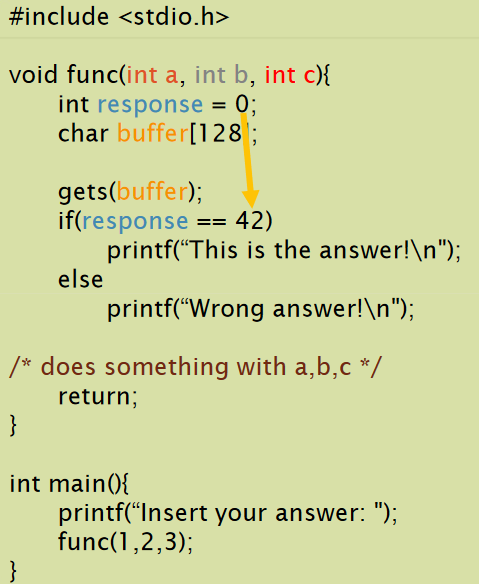 #include <stdio.h>
void func(int a, int b, int c){
int response = 0;
char buffer[128];
gets(buffer);
if(response == 42)
printf(“This is the answer!\n");
else
printf(“Wrong answer!\n");
/* does something with a,b,c */
return;
}
int main(){
printf(“Insert your answer: ");
func(1,2,3);
}